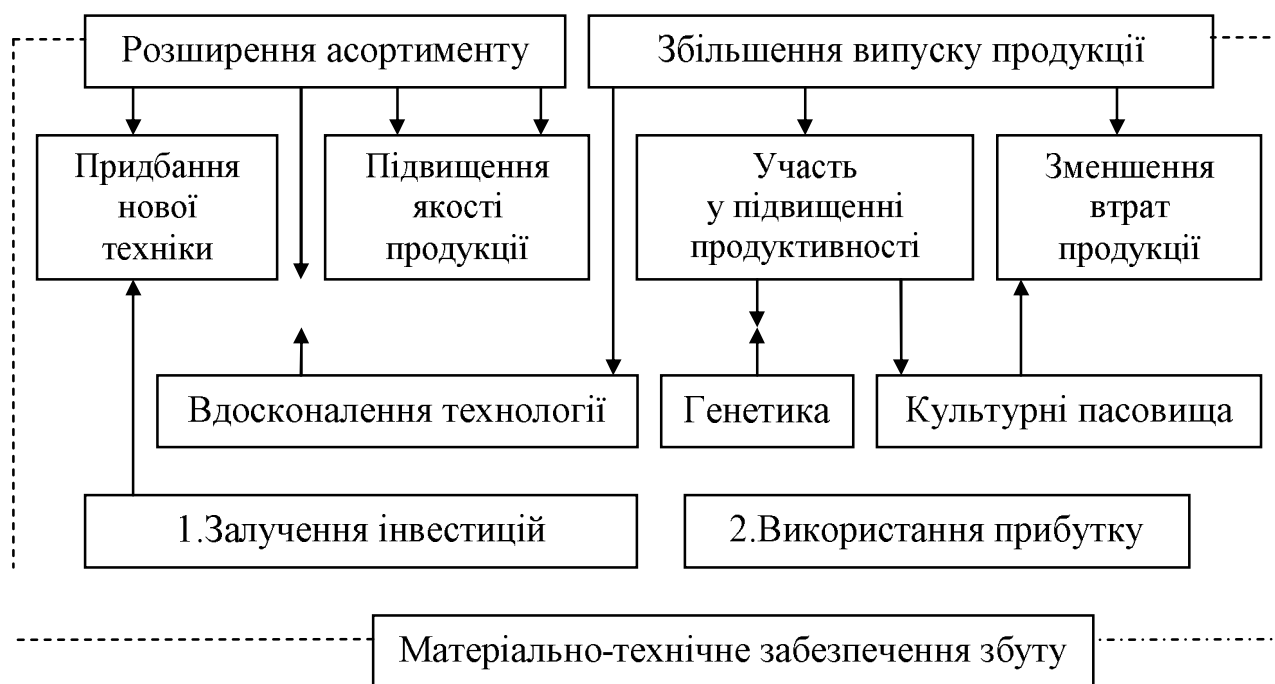 Розширення асортименту
Збільшення випуску продукції
Придбання
нової
техніки
Підвищення
якості
продукції
Участь
у підвищенні
продуктивності
Зменшення
втрат
продукції
Вдосконалення технології
Генетика
Культурні пасовища
1.Залучення інвестицій
2.Використання прибутку
Матеріально-технічне забезпечення збуту